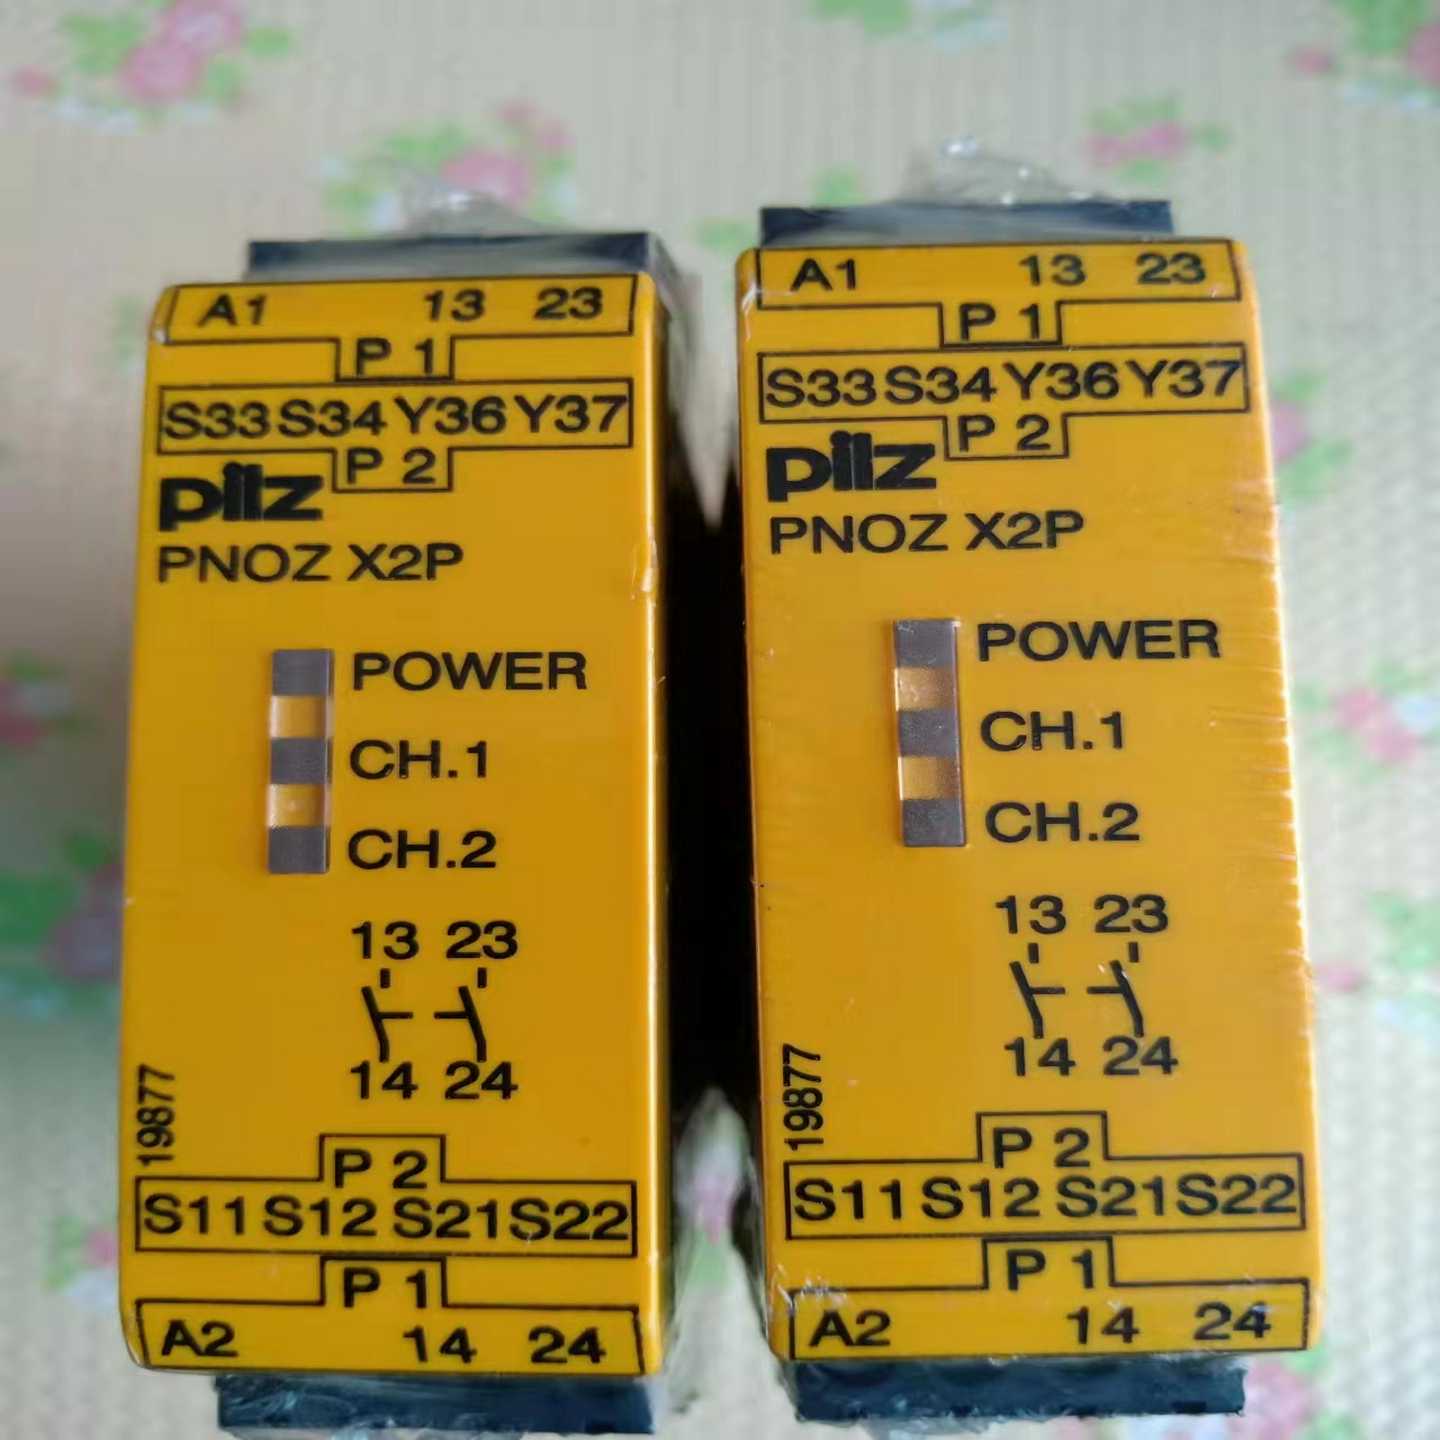 A1 13 23
P 1
S33 S34 Y36 Y37
P 2
pilz
PNOZ X2P
POWER
CH.1
CH.2
13 23
14 24
19877
P 2
S11 S12 S21 S22
P 1
A2 14 24
A1 13 23
P 1
S33 S34 Y36 Y37
P 2
pilz
PNOZ X2P
POWER
CH.1
CH.2
13 23
14 24
19877
P 2
S11 S12 S21 S22
P 1
A2 14 24